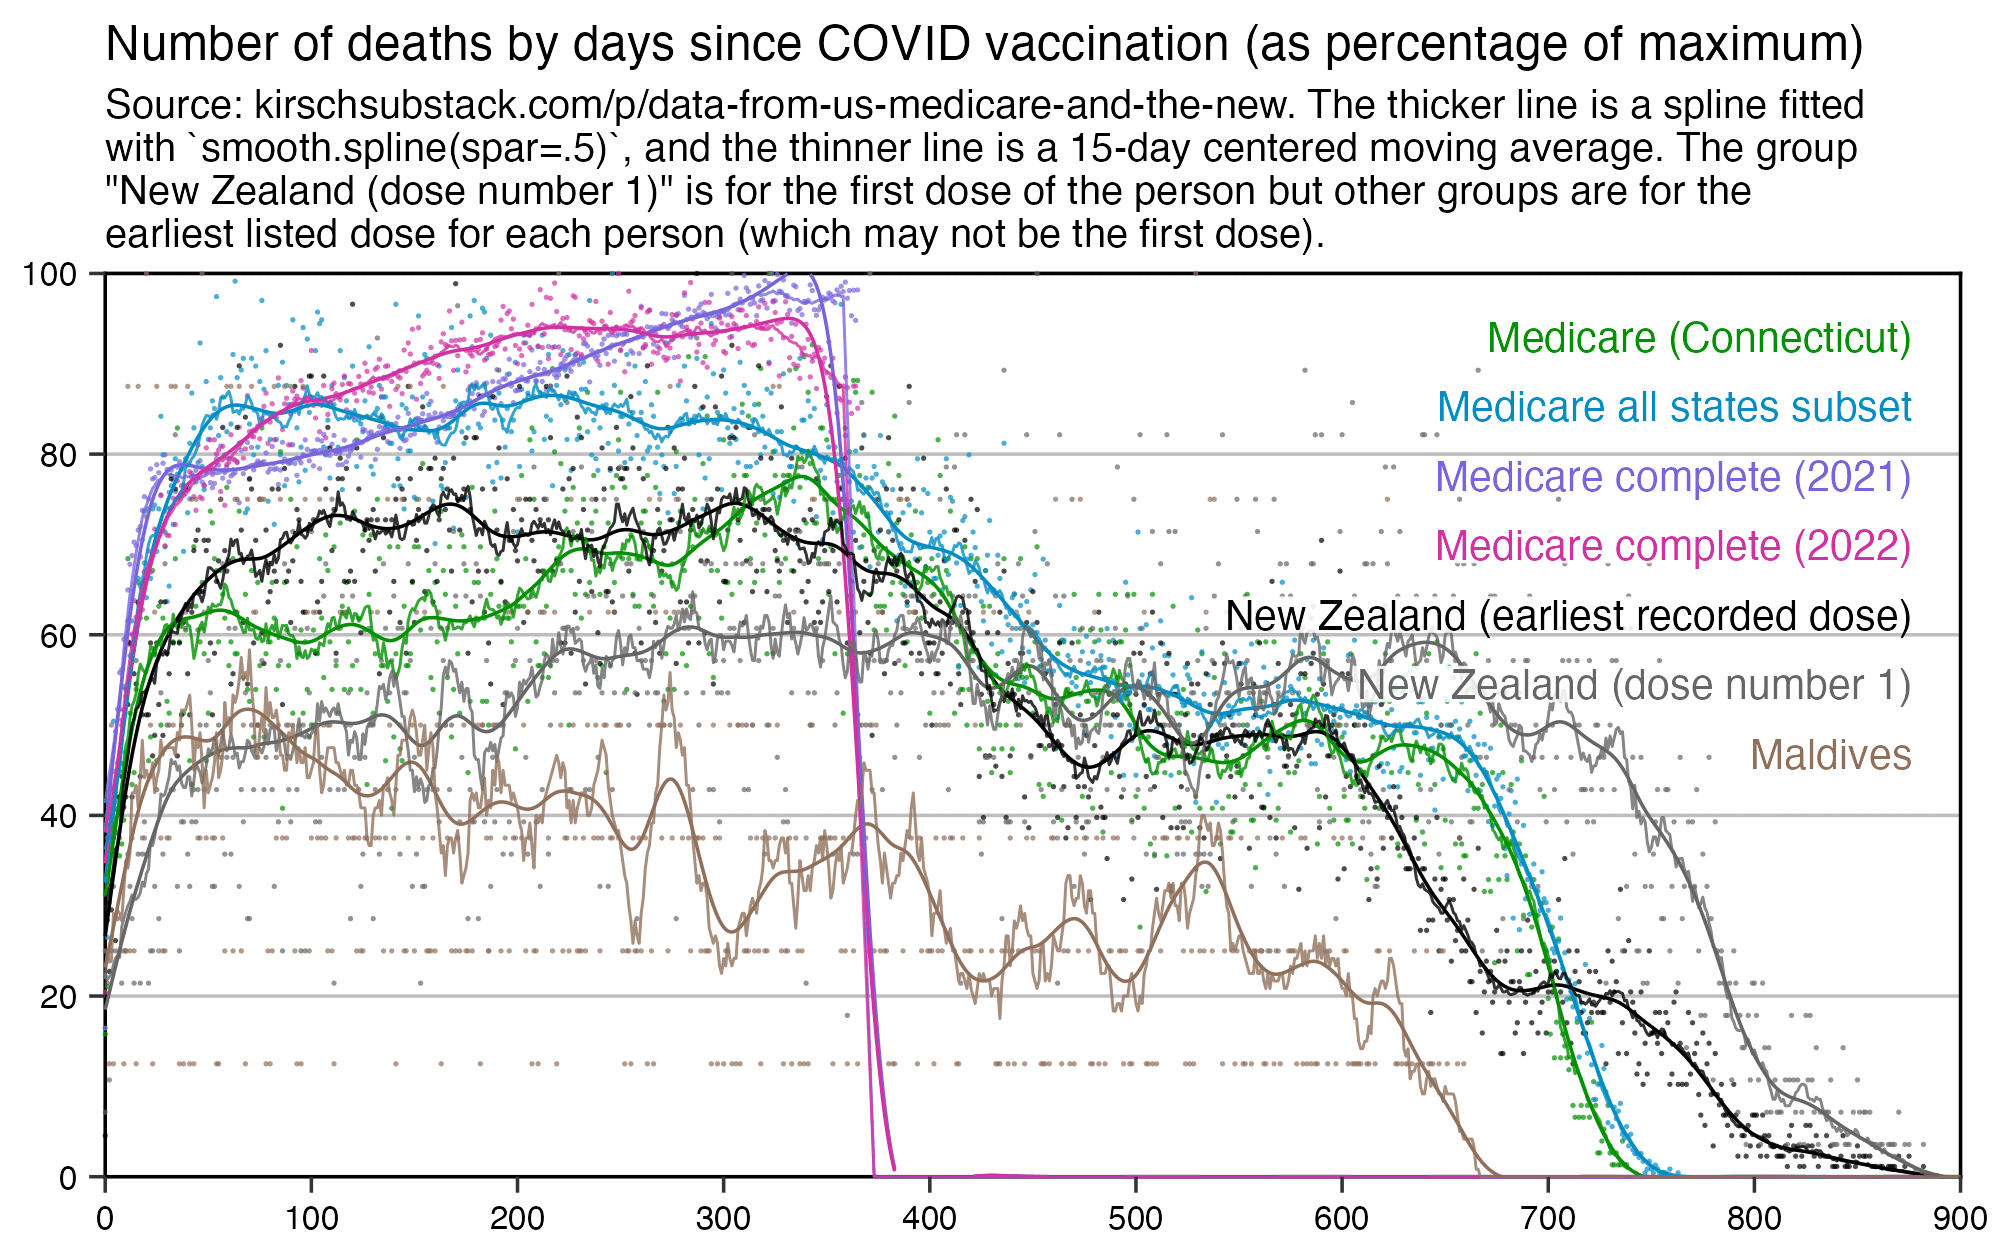 Number of deaths by days since COVID vaccination (as percentage of maximum)
Source: kirschsubstack.com/p/data-from-us-medicare-and-the-new. The thicker line is a spline fitted
with `smooth.spline(spar=.5)`, and the thinner line is a 15-day centered moving average. The group
"New Zealand (dose number 1)" is for the first dose of the person but other groups are for the
earliest listed dose for each person (which may not be the first dose).
100
80
60
40
20
0
Medicare (Connecticut)
Medicare all states subset
Medicare complete (2021)
Medicare complete (2022)
New Zealand (earliest recorded dose)
New Zealand (dose number 1)
Maldives
0 100 200 300 400 500 600 700 800 900